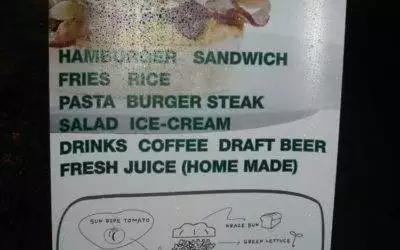 HAMBURGER SANDWICH
FRIES RICE
PASTA BURGER STEAK
SALAD ICE-CREAM
DRINKS COFFEE DRAFT BEER
FRESH JUICE (HOME MADE)
SUN RIPE TOMATO
BUN
GREEN LETTUCE